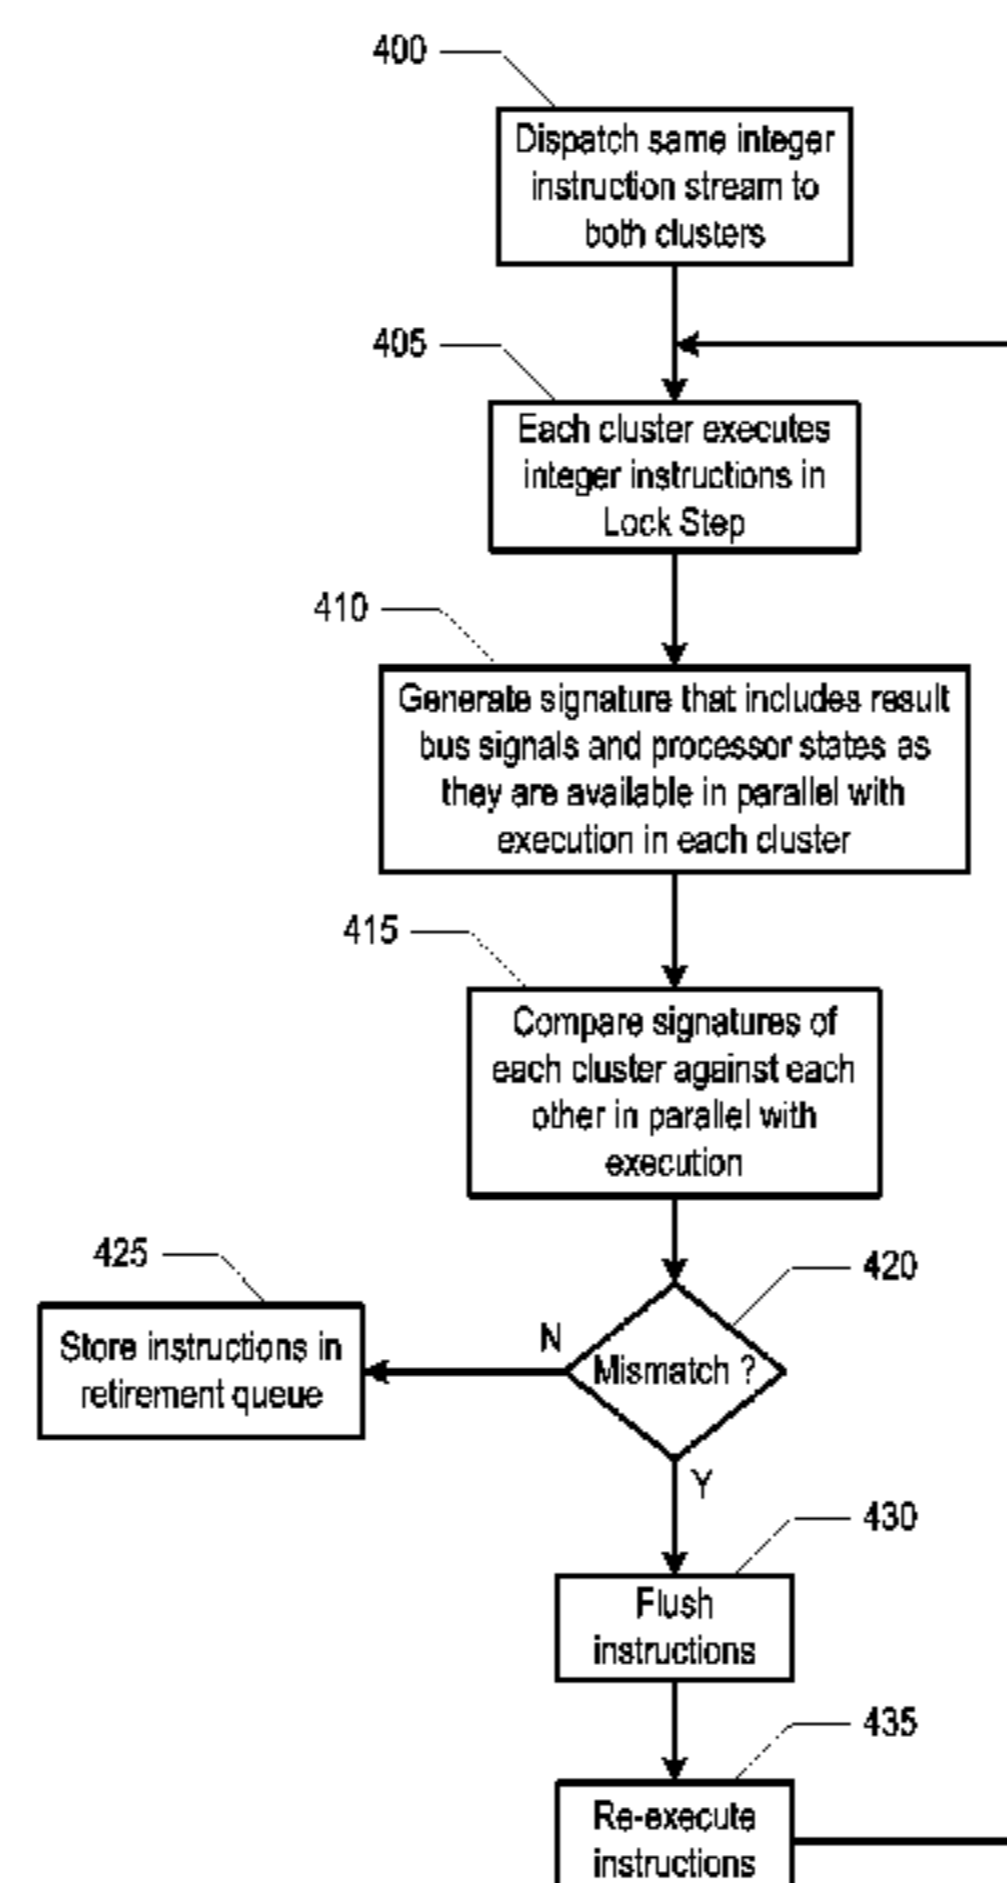 400
Dispatch same integer
instruction stream to
both clusters
405
Each cluster executes
integer instructions in
Lock Step
410
Generate signature that includes result
bus signals and processor states as
they are available in parallel with
execution in each cluster
415
Compare signatures of
each cluster against each
other in parallel with
execution
420
Mismatch ?
N
425
Store instructions in
retirement queue
Y
430
Flush
instructions
435
Re-execute
instructions